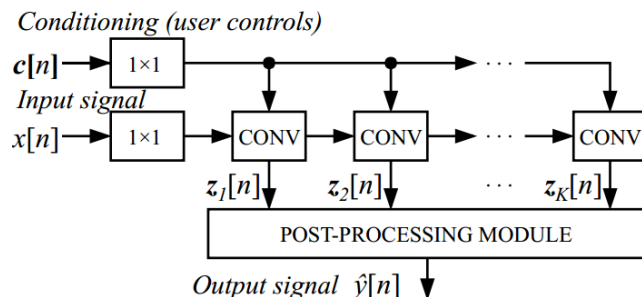 Conditioning (user controls)
c[n] 1×1 ···
Input signal
x[n] 1×1 CONV CONV ··· CONV
z₁[n] z₂[n] ··· z_K[n]
POST-PROCESSING MODULE
Output signal ŷ[n]